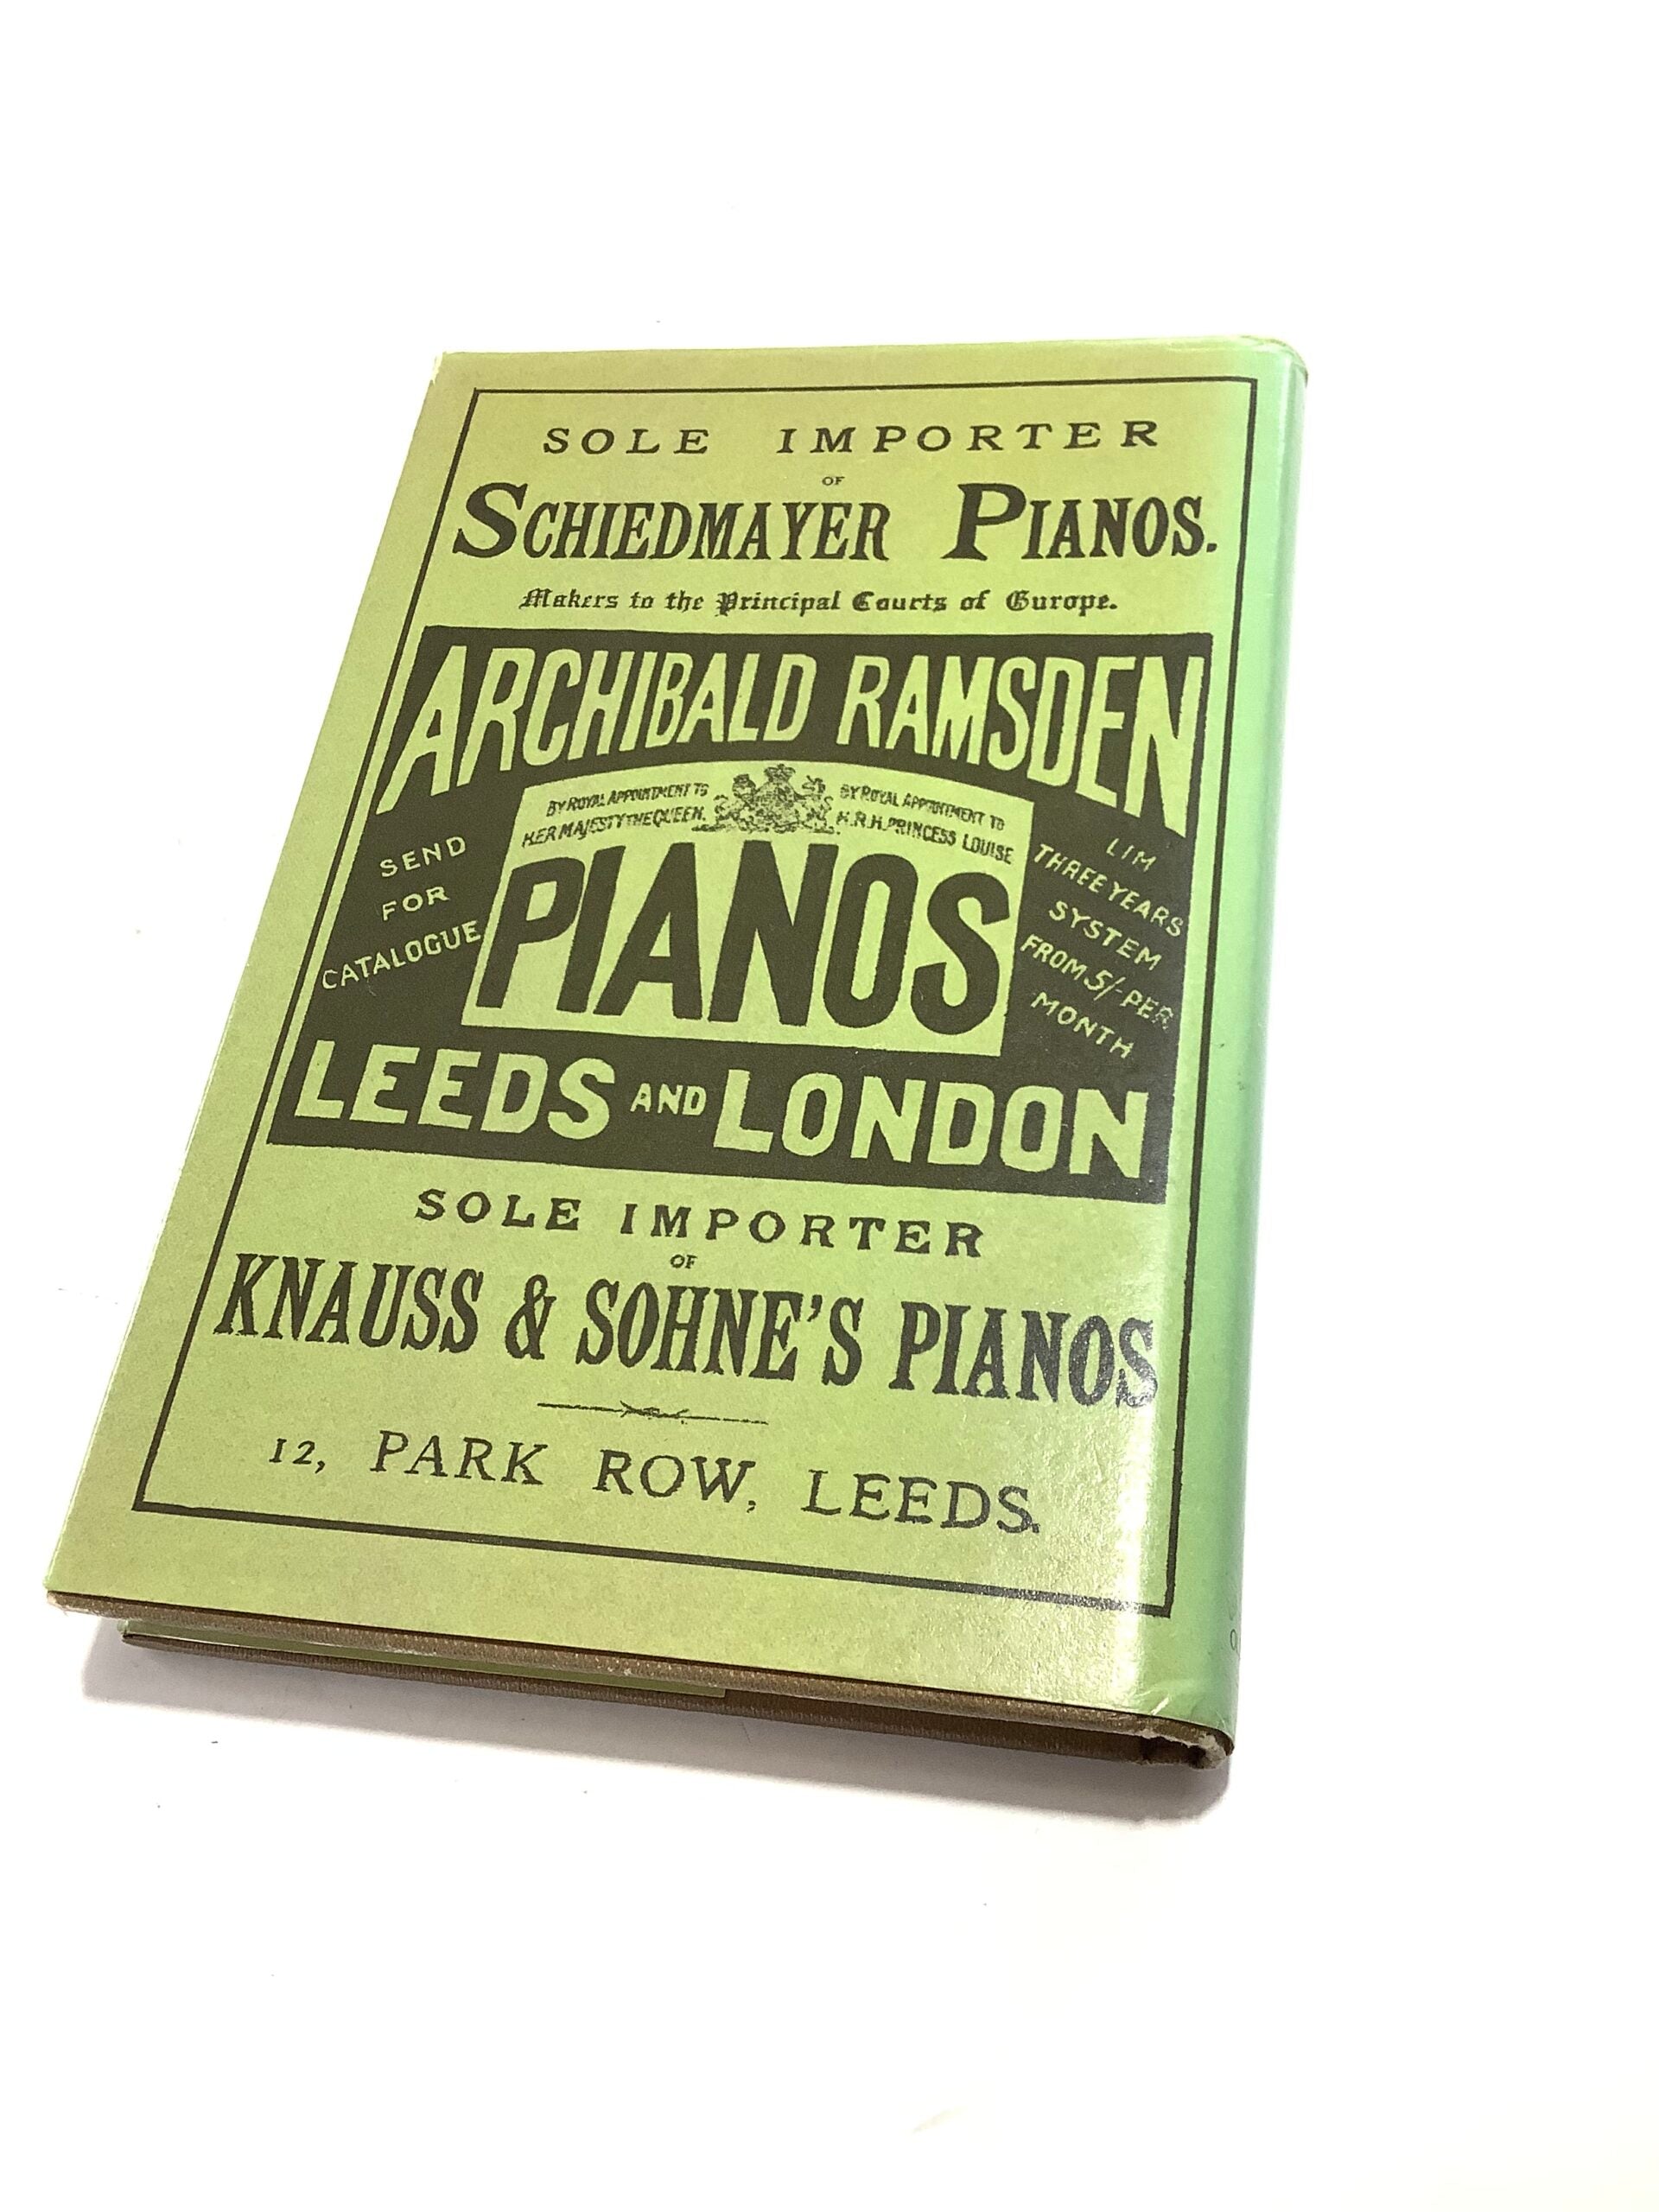 SOLE IMPORTER
OF
SCHIEDMAYER PIANOS.
Makers to the Principal Courts of Europe.
ARCHIBALD RAMSDEN
BY ROYAL APPOINTMENT TO
HER MAJESTY THE QUEEN.
BY ROYAL APPOINTMENT TO
H.R.H. PRINCESS LOUISE
SEND
FOR
CATALOGUE
PIANOS
LIM
THREE YEARS
SYSTEM
FROM 5/- PER
MONTH
LEEDS AND LONDON
SOLE IMPORTER
OF
KNAUSS & SOHNE'S PIANOS
12, PARK ROW, LEEDS.